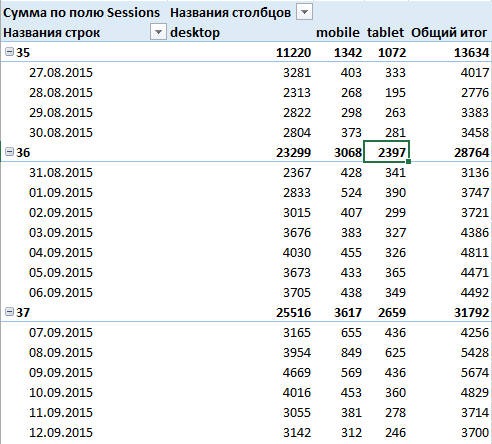 Сумма по полю Sessions Названия столбцов
Названия строк desktop mobile tablet Общий итог
35 11220 1342 1072 13634
27.08.2015 3281 403 333 4017
28.08.2015 2313 268 195 2776
29.08.2015 2822 298 263 3383
30.08.2015 2804 373 281 3458
36 23299 3068 2397 28764
31.08.2015 2367 428 341 3136
01.09.2015 2833 524 390 3747
02.09.2015 3015 407 299 3721
03.09.2015 3676 383 327 4386
04.09.2015 4030 455 326 4811
05.09.2015 3673 433 365 4471
06.09.2015 3705 438 349 4492
37 25516 3617 2659 31792
07.09.2015 3165 655 436 4256
08.09.2015 3954 849 625 5428
09.09.2015 4669 569 436 5674
10.09.2015 4016 453 360 4829
11.09.2015 3055 381 278 3714
12.09.2015 3142 312 246 3700